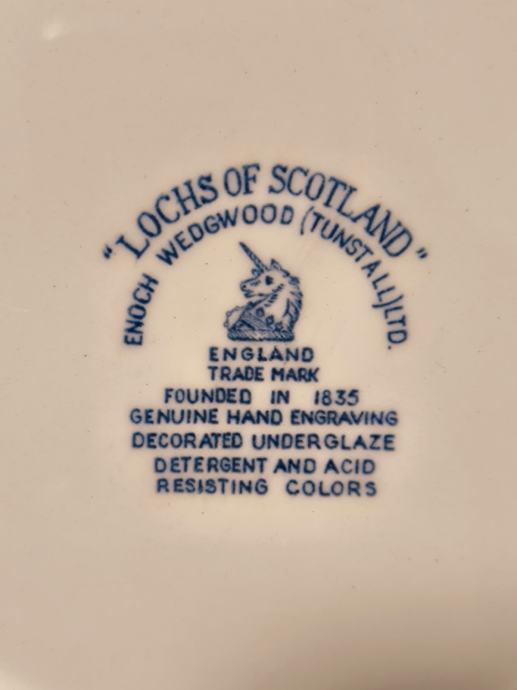 "LOCHS OF SCOTLAND"
ENOCH WEDGWOOD (TUNSTALL) LTD.
ENGLAND
TRADE MARK
FOUNDED IN 1835
GENUINE HAND ENGRAVING
DECORATED UNDERGLAZE
DETERGENT AND ACID
RESISTING COLORS